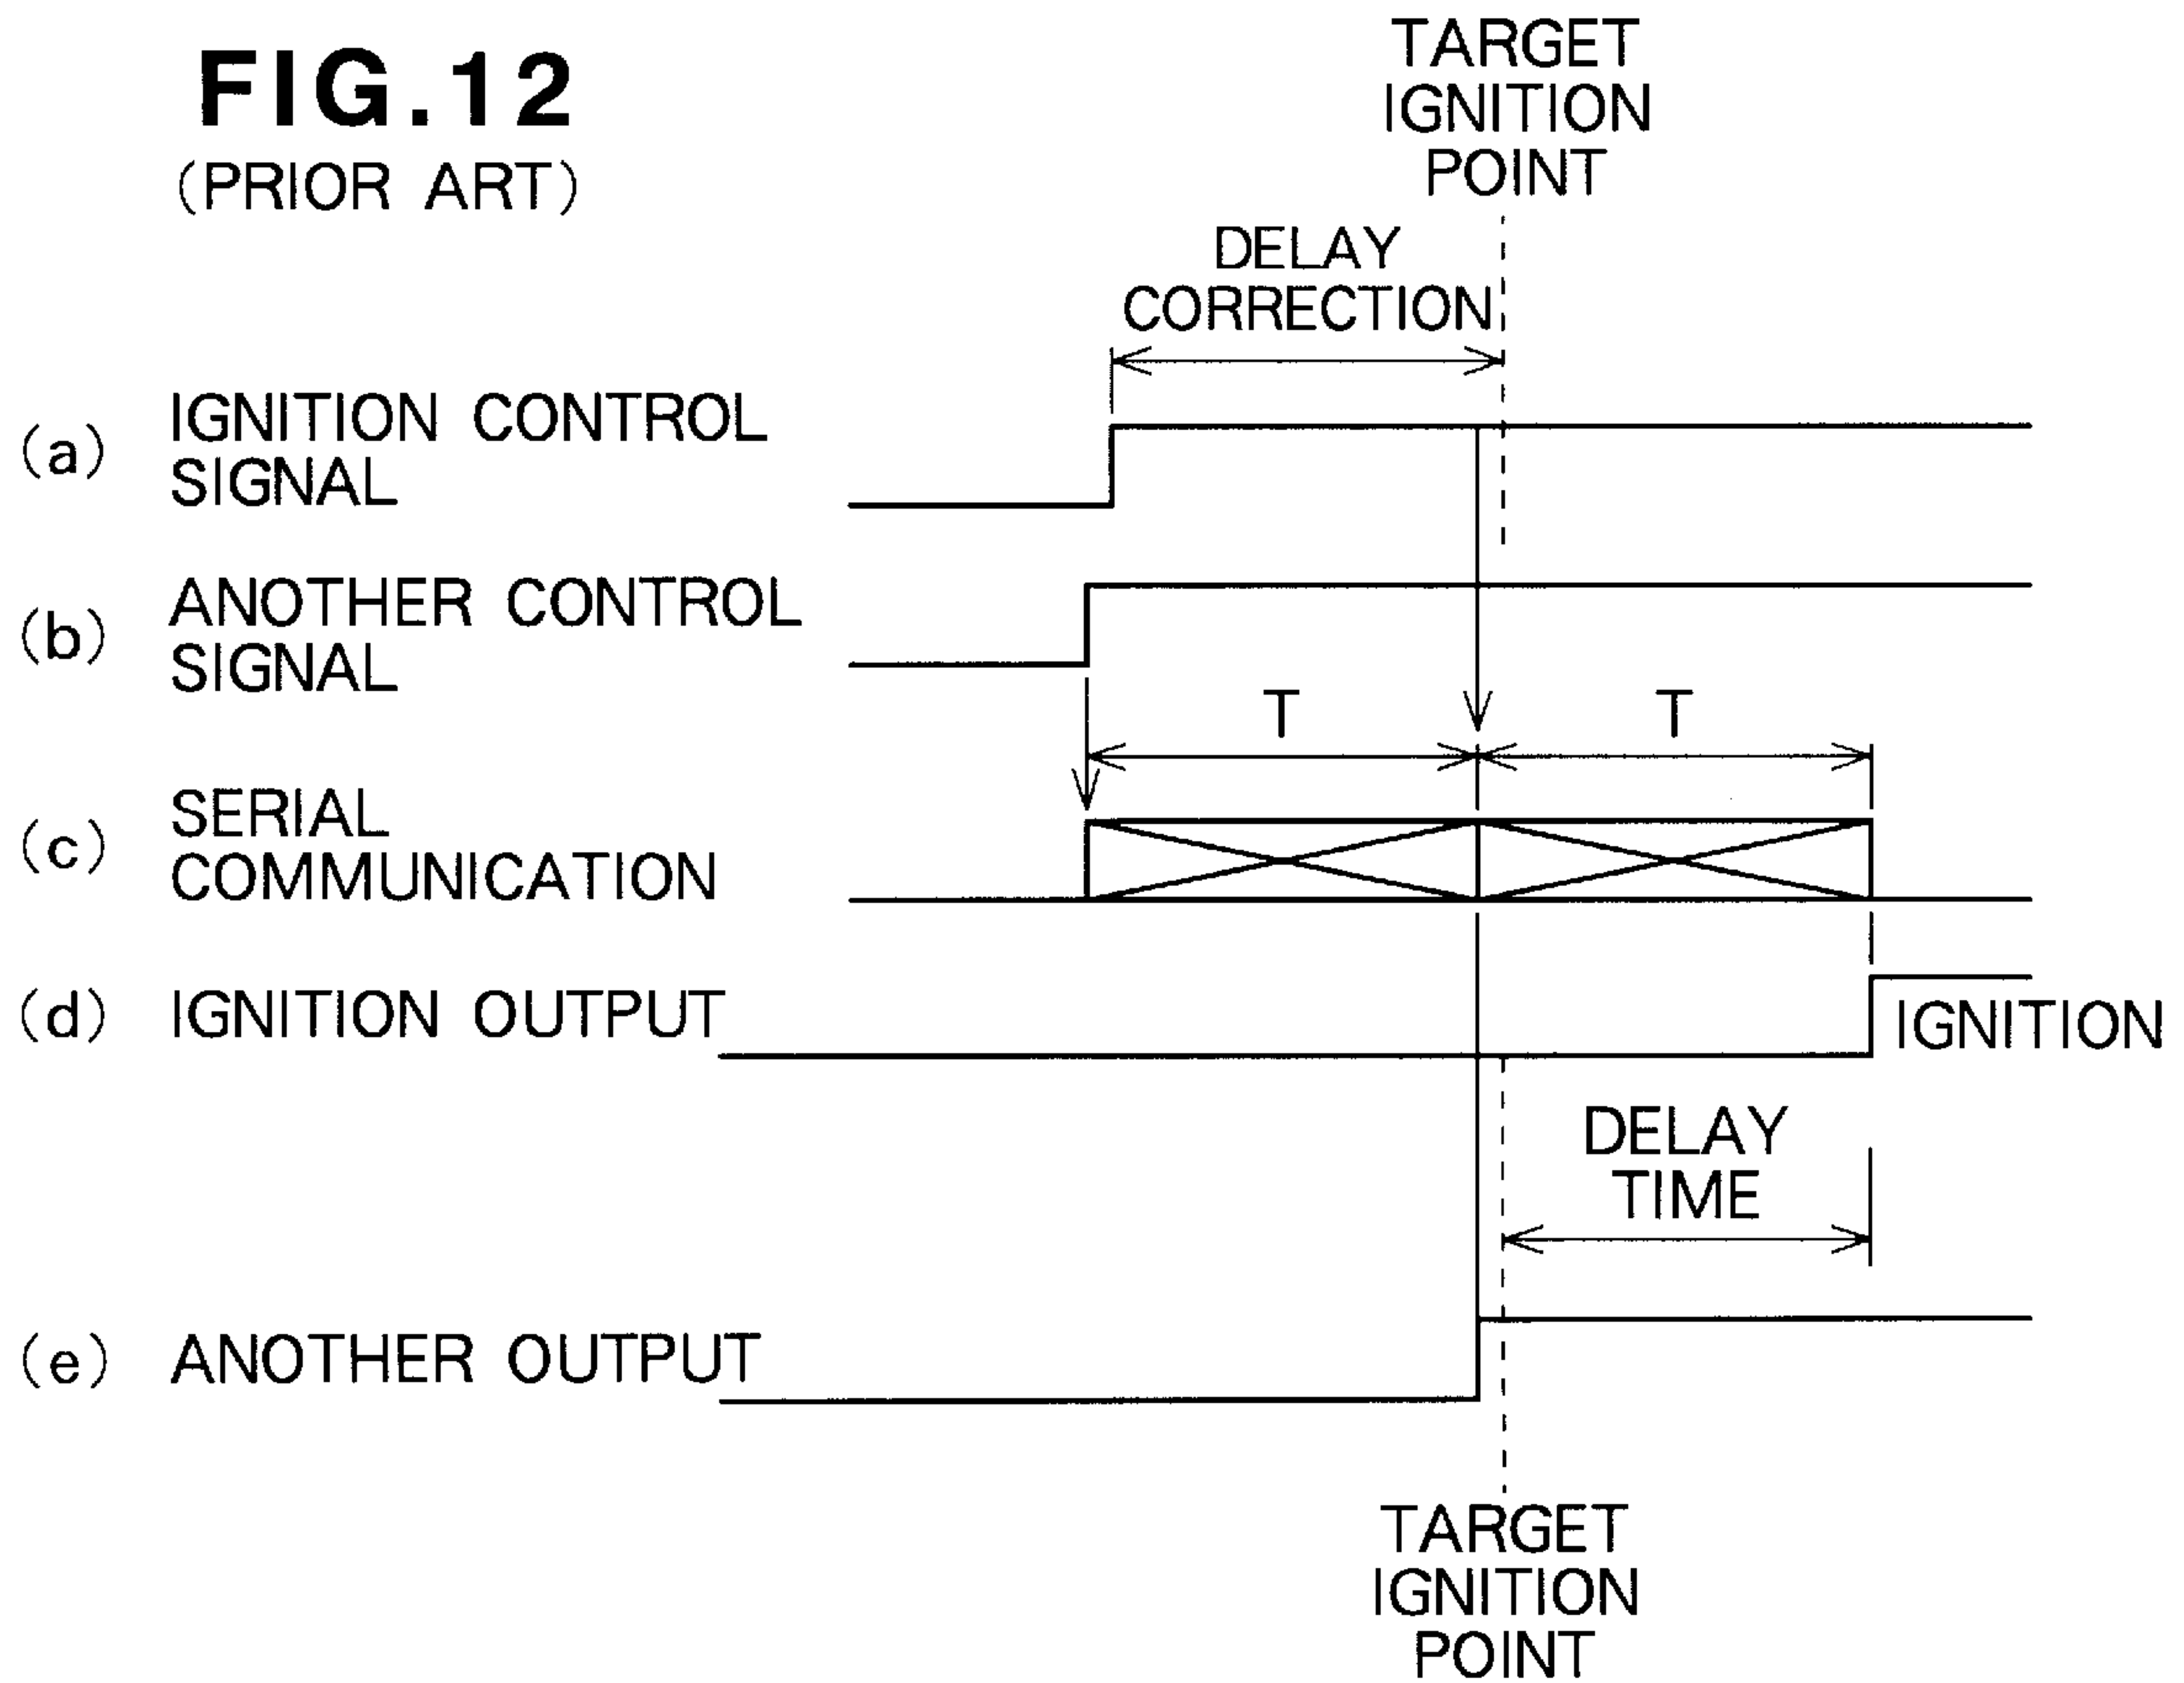 FIG.12
(PRIOR ART)
TARGET
IGNITION
POINT
DELAY
CORRECTION
(a) IGNITION CONTROL
SIGNAL
(b) ANOTHER CONTROL
SIGNAL
T T
(c) SERIAL
COMMUNICATION
(d) IGNITION OUTPUT
IGNITION
DELAY
TIME
(e) ANOTHER OUTPUT
TARGET
IGNITION
POINT